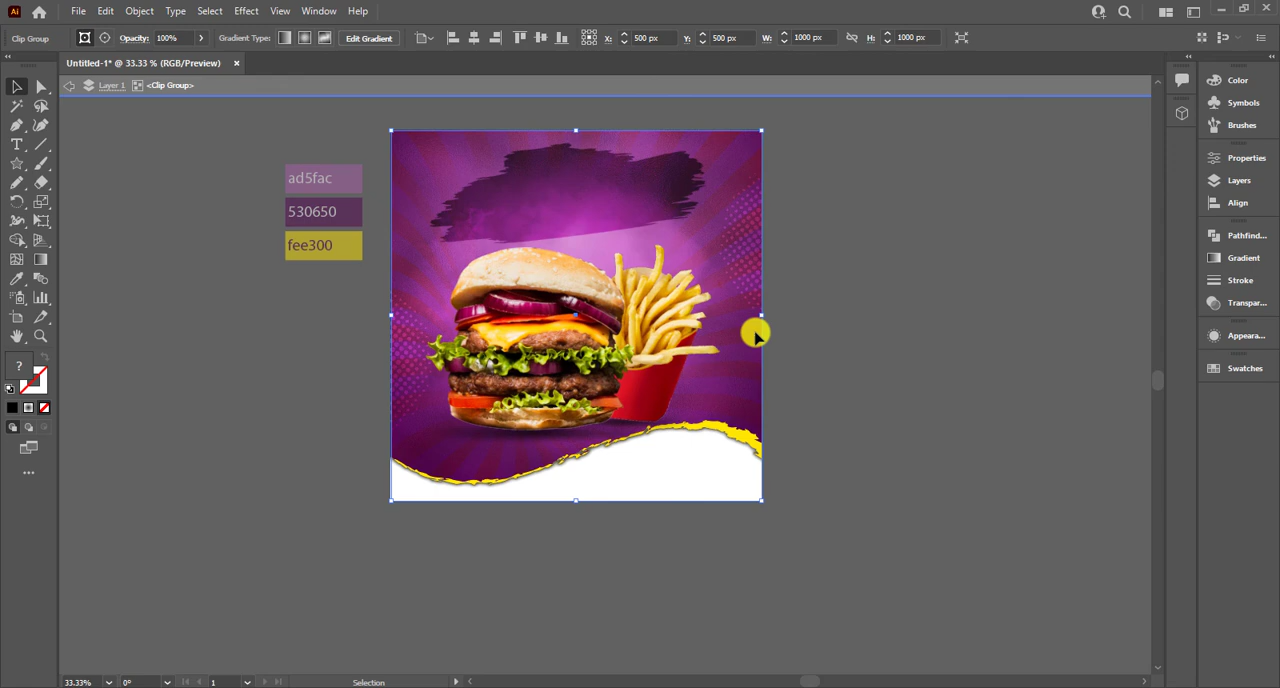 Ai File Edit Object Type Select Effect View Window Help
Clip Group Opacity: 100% Gradient Type: Edit Gradient X: 500 px Y: 500 px W: 1000 px H: 1000 px
Untitled-1* @ 33.33 % (RGB/Preview) ×
Layer 1 <Clip Group>
ad5fac
530650
fee300
Color
Symbols
Brushes
Properties
Layers
Align
Pathfind...
Gradient
Stroke
Transpar...
Appeara...
Swatches
?
33.33% 0° 1 Selection